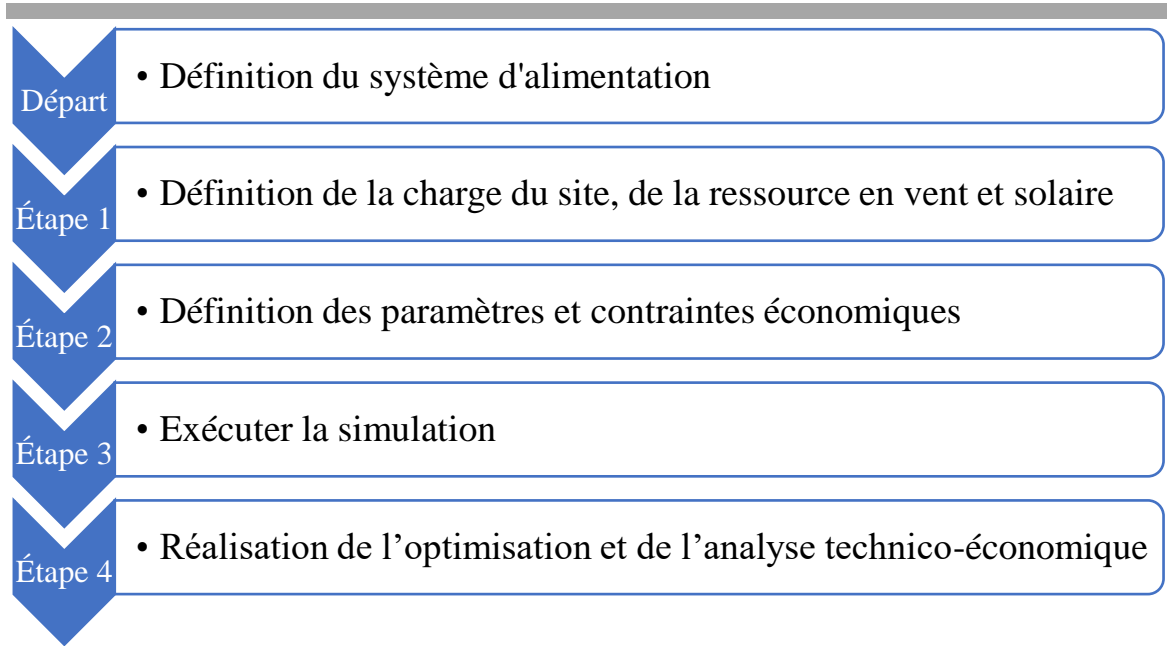 Départ
• Définition du système d'alimentation
Étape 1
• Définition de la charge du site, de la ressource en vent et solaire
Étape 2
• Définition des paramètres et contraintes économiques
Étape 3
• Exécuter la simulation
Étape 4
• Réalisation de l’optimisation et de l’analyse technico-économique